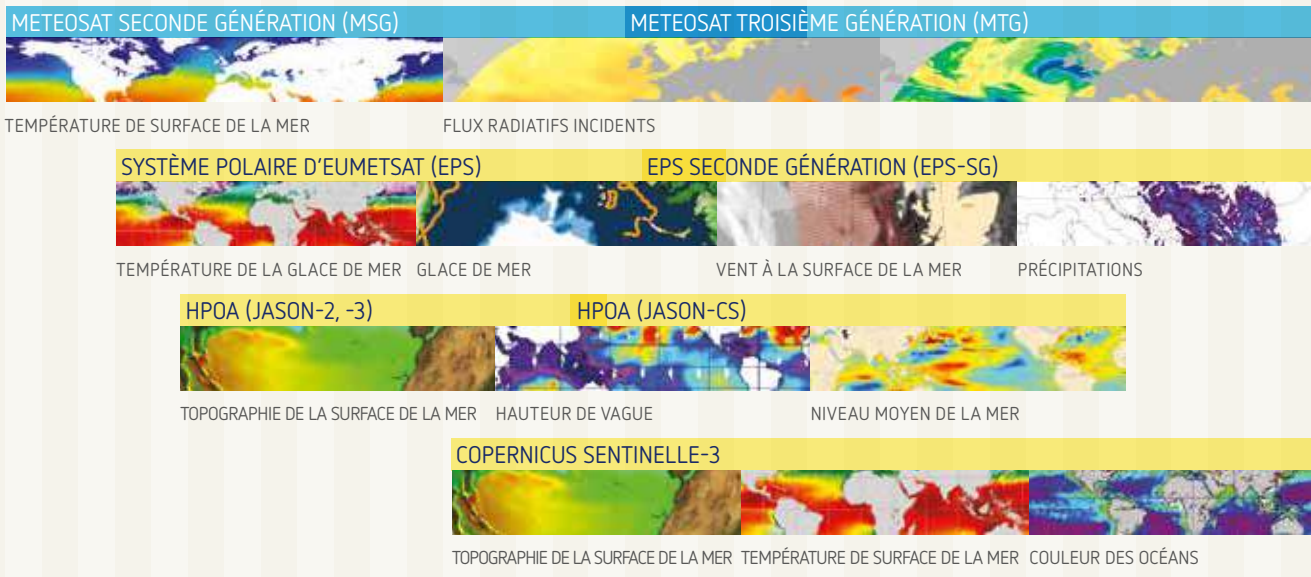 METEOSAT SECONDE GÉNÉRATION (MSG) METEOSAT TROISIÈME GÉNÉRATION (MTG)
TEMPÉRATURE DE SURFACE DE LA MER FLUX RADIATIFS INCIDENTS
SYSTÈME POLAIRE D'EUMETSAT (EPS) EPS SECONDE GÉNÉRATION (EPS-SG)
TEMPÉRATURE DE LA GLACE DE MER GLACE DE MER VENT À LA SURFACE DE LA MER PRÉCIPITATIONS
HPOA (JASON-2, -3) HPOA (JASON-CS)
TOPOGRAPHIE DE LA SURFACE DE LA MER HAUTEUR DE VAGUE NIVEAU MOYEN DE LA MER
COPERNICUS SENTINELLE-3
TOPOGRAPHIE DE LA SURFACE DE LA MER TEMPÉRATURE DE SURFACE DE LA MER COULEUR DES OCÉANS